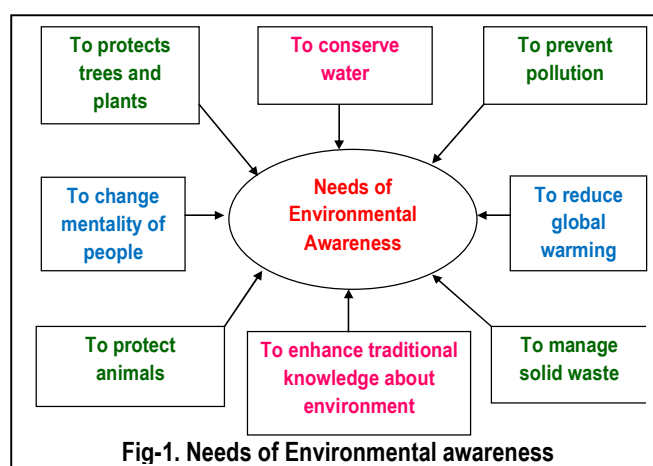 To protects
trees and
plants
To conserve
water
To prevent
pollution
To change
mentality of
people
Needs of
Environmental
Awareness
To reduce
global
warming
To protect
animals
To enhance traditional
knowledge about
environment
To manage
solid waste
Fig-1. Needs of Environmental awareness